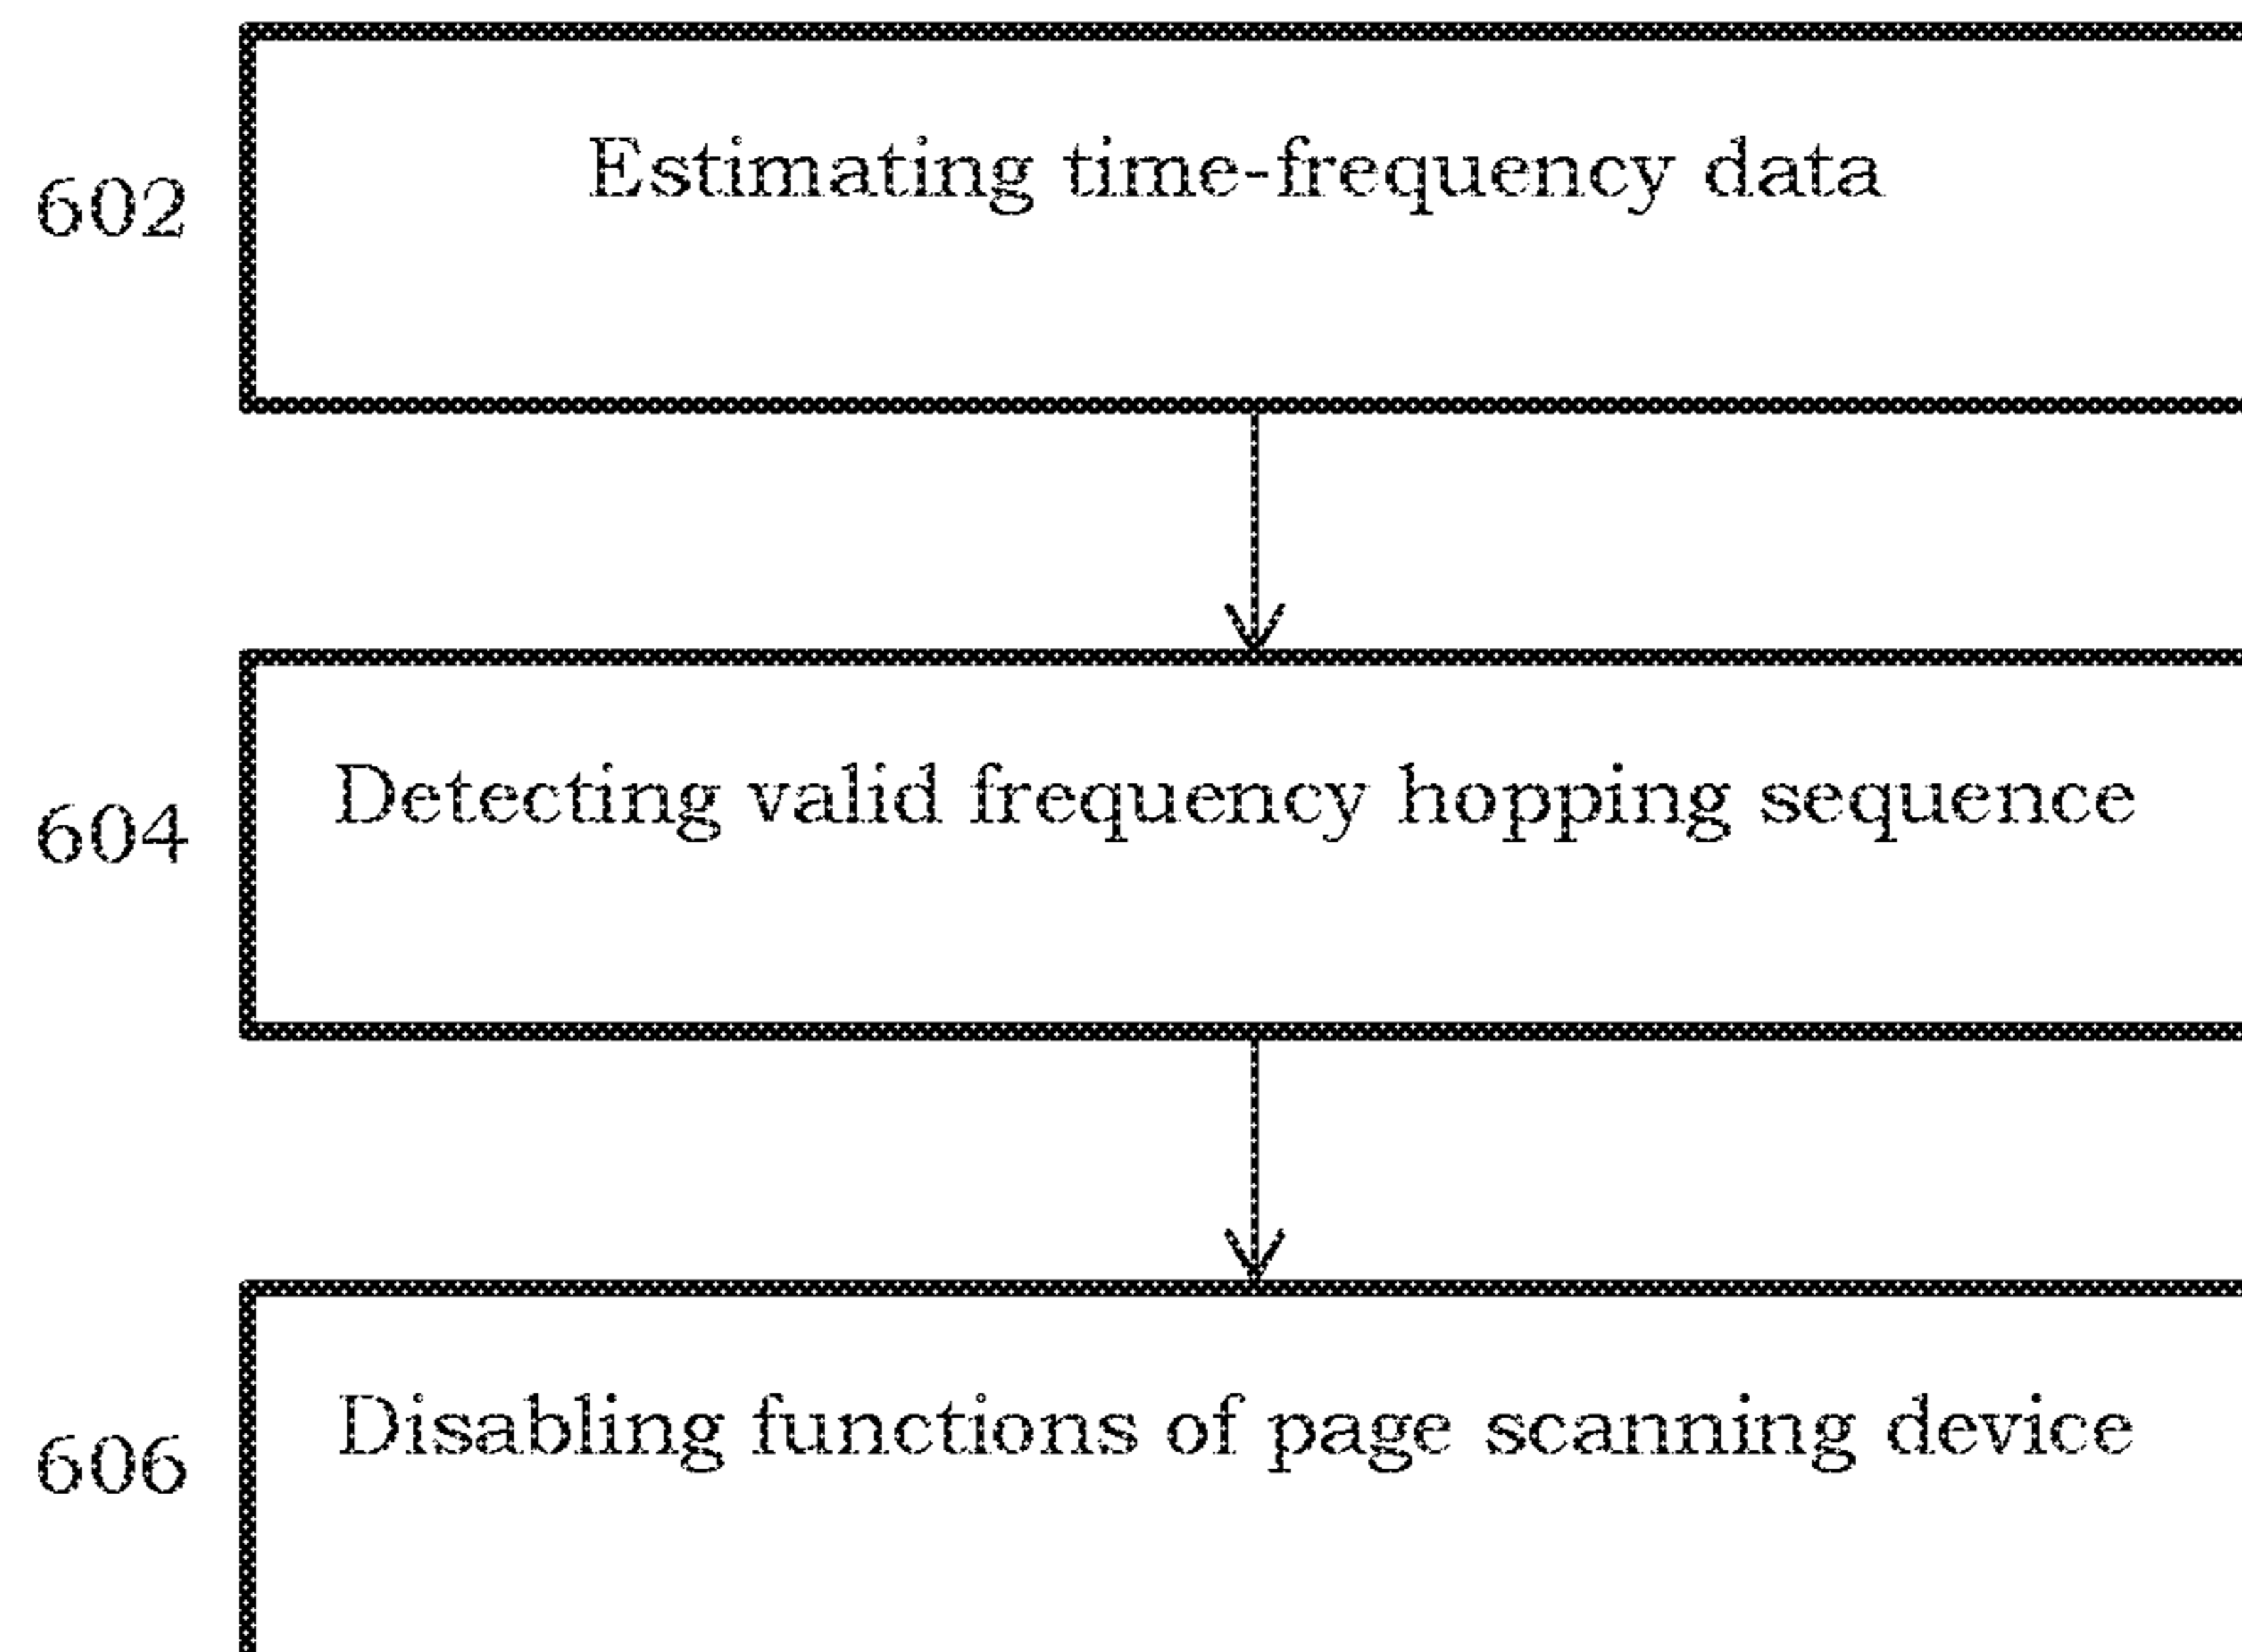 602
Estimating time-frequency data
604
Detecting valid frequency hopping sequence
606
Disabling functions of page scanning device